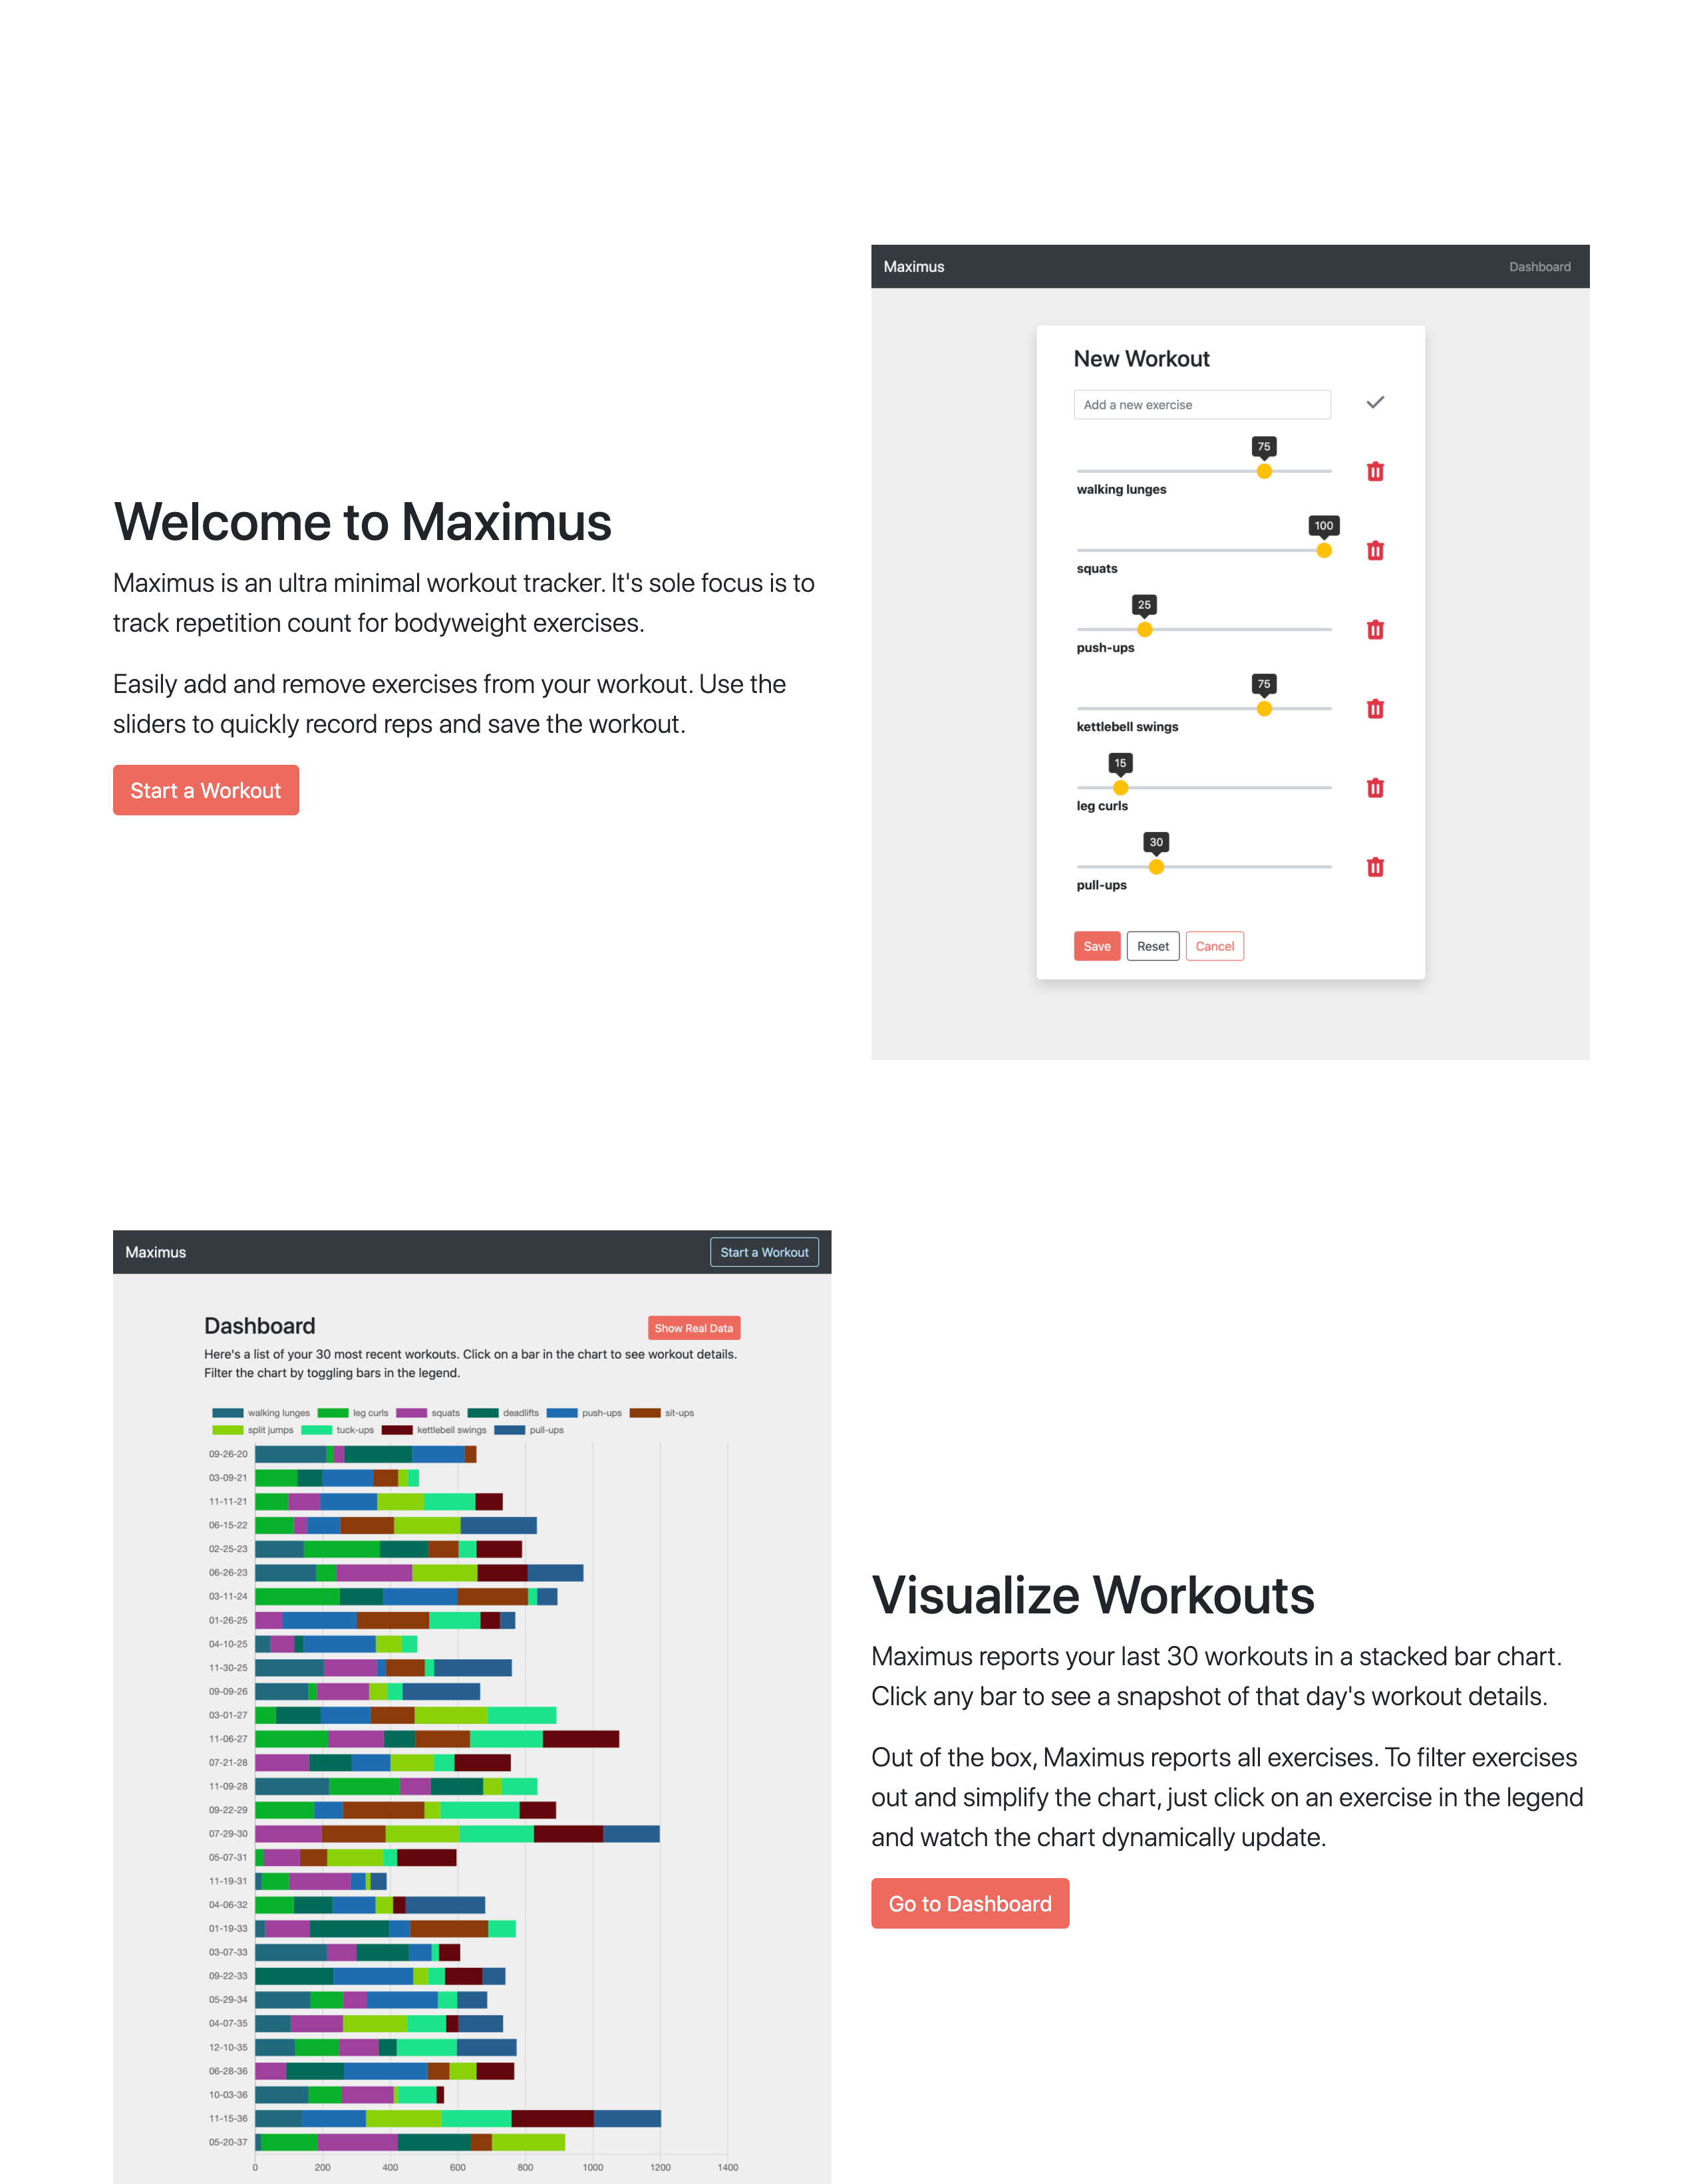 Maximus
Dashboard
New Workout
Add a new exercise
75
walking lunges
100
squats
25
push-ups
75
kettlebell swings
15
leg curls
30
pull-ups
Save Reset Cancel
Welcome to Maximus
Maximus is an ultra minimal workout tracker. It's sole focus is to
track repetition count for bodyweight exercises.
Easily add and remove exercises from your workout. Use the
sliders to quickly record reps and save the workout.
Start a Workout
Maximus
Start a Workout
Dashboard
Show Real Data
Here's a list of your 30 most recent workouts. Click on a bar in the chart to see workout details.
Filter the chart by toggling bars in the legend.
walking lunges leg curls squats deadlifts push-ups sit-ups
split jumps tuck-ups kettlebell swings pull-ups
09-26-20
03-09-21
11-11-21
06-15-22
02-25-23
06-26-23
03-11-24
01-26-25
04-10-25
11-30-25
09-09-26
03-01-27
11-06-27
07-21-28
11-09-28
09-22-29
07-29-30
05-07-31
11-19-31
04-06-32
01-19-33
03-07-33
09-22-33
05-29-34
04-07-35
12-10-35
06-28-36
10-03-36
11-15-36
05-20-37
0 200 400 600 800 1000 1200 1400
Visualize Workouts
Maximus reports your last 30 workouts in a stacked bar chart.
Click any bar to see a snapshot of that day's workout details.
Out of the box, Maximus reports all exercises. To filter exercises
out and simplify the chart, just click on an exercise in the legend
and watch the chart dynamically update.
Go to Dashboard